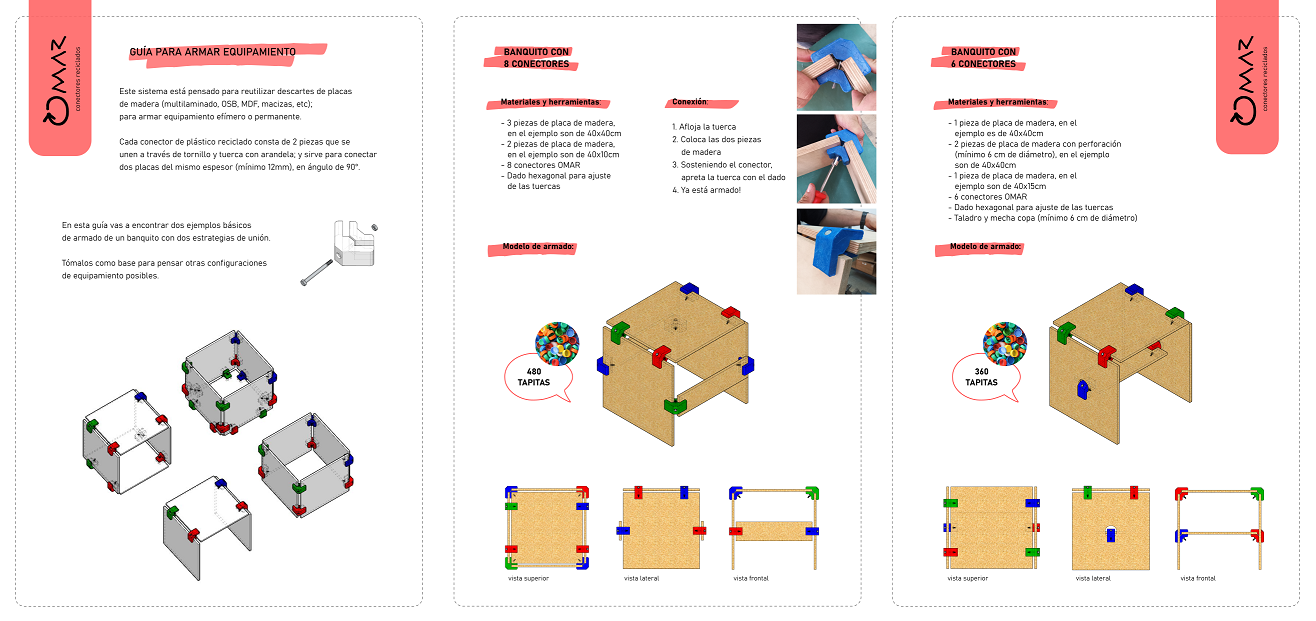 OMAR
conectores reciclados
GUÍA PARA ARMAR EQUIPAMIENTO
Este sistema está pensado para reutilizar descartes de placas
de madera (multilaminado, OSB, MDF, macizas, etc);
para armar equipamiento efímero o permanente.
Cada conector de plástico reciclado consta de 2 piezas que se
unen a través de tornillo y tuerca con arandela; y sirve para conectar
dos placas del mismo espesor (mínimo 12mm), en ángulo de 90°.
En esta guía vas a encontrar dos ejemplos básicos
de armado de un banquito con dos estrategias de unión.
Tómalos como base para pensar otras configuraciones
de equipamiento posibles.
BANQUITO CON
8 CONECTORES
Materiales y herramientas:
- 3 piezas de placa de madera,
en el ejemplo son de 40x40cm
- 2 piezas de placa de madera,
en el ejemplo son de 40x10cm
- 8 conectores OMAR
- Dado hexagonal para ajuste
de las tuercas
Conexión:
1. Afloja la tuerca
2. Coloca las dos piezas
de madera
3. Sosteniendo el conector,
apreta la tuerca con el dado
4. Ya está armado!
Modelo de armado:
480
TAPITAS
vista superior
vista lateral
vista frontal
BANQUITO CON
6 CONECTORES
Materiales y herramientas:
- 1 pieza de placa de madera, en el
ejemplo es de 40x40cm
- 2 piezas de placa de madera con perforación
(mínimo 6 cm de diámetro), en el ejemplo
son de 40x40cm
- 1 pieza de placa de madera, en el
ejemplo son de 40x15cm
- 6 conectores OMAR
- Dado hexagonal para ajuste de las tuercas
- Taladro y mecha copa (mínimo 6 cm de diámetro)
Modelo de armado:
360
TAPITAS
vista superior
vista lateral
vista frontal
OMAR
conectores reciclados